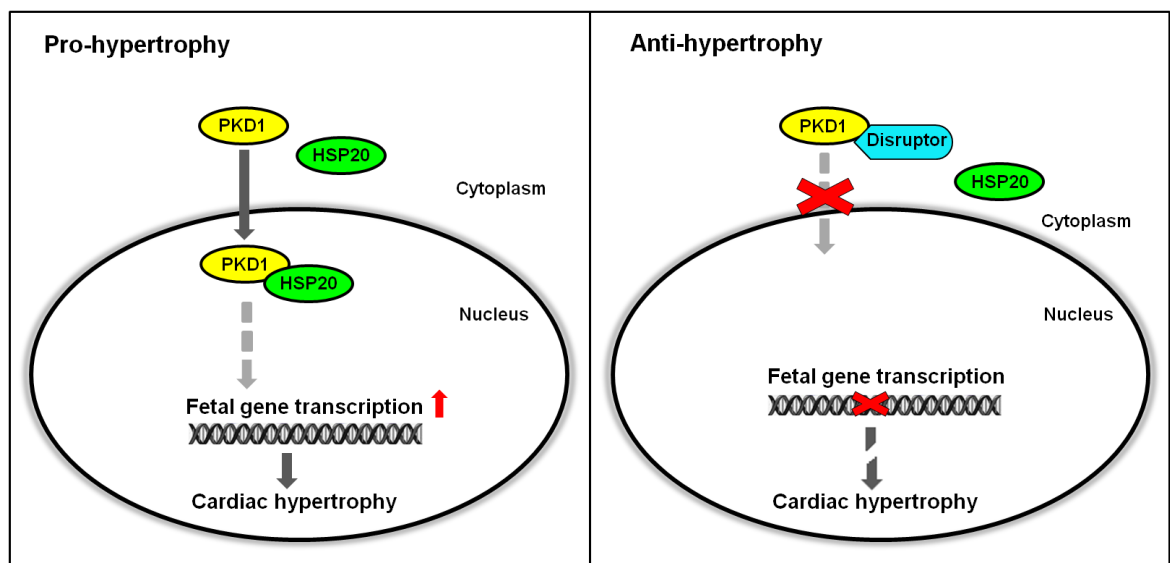 Pro-hypertrophy
PKD1
HSP20
Cytoplasm
PKD1
HSP20
Nucleus
Fetal gene transcription
Cardiac hypertrophy
Anti-hypertrophy
PKD1
Disruptor
HSP20
Cytoplasm
Nucleus
Fetal gene transcription
Cardiac hypertrophy